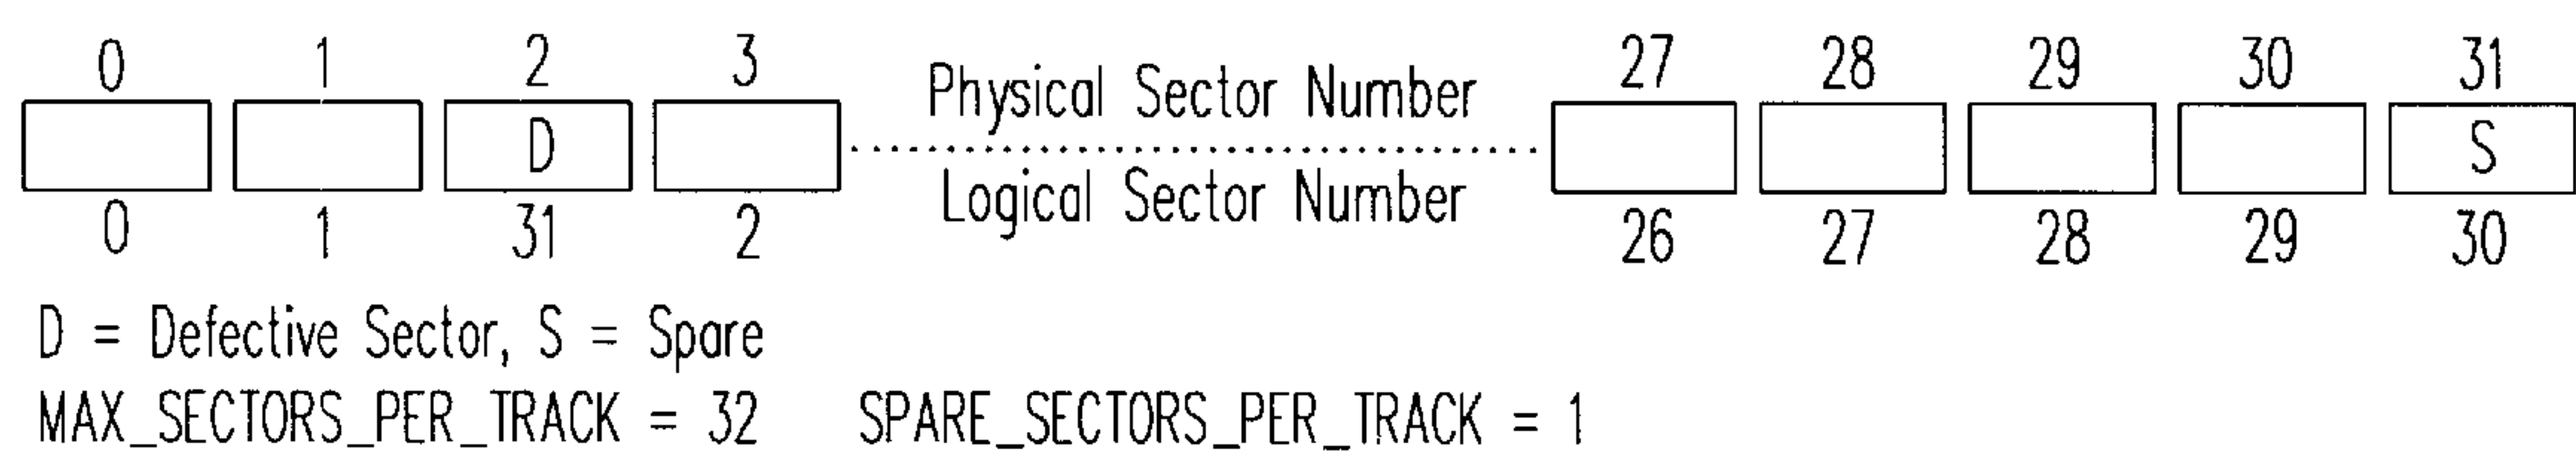 0 1 2 3 27 28 29 30 31
Physical Sector Number
D S
Logical Sector Number
0 1 31 2 26 27 28 29 30
D = Defective Sector, S = Spare
MAX_SECTORS_PER_TRACK = 32 SPARE_SECTORS_PER_TRACK = 1